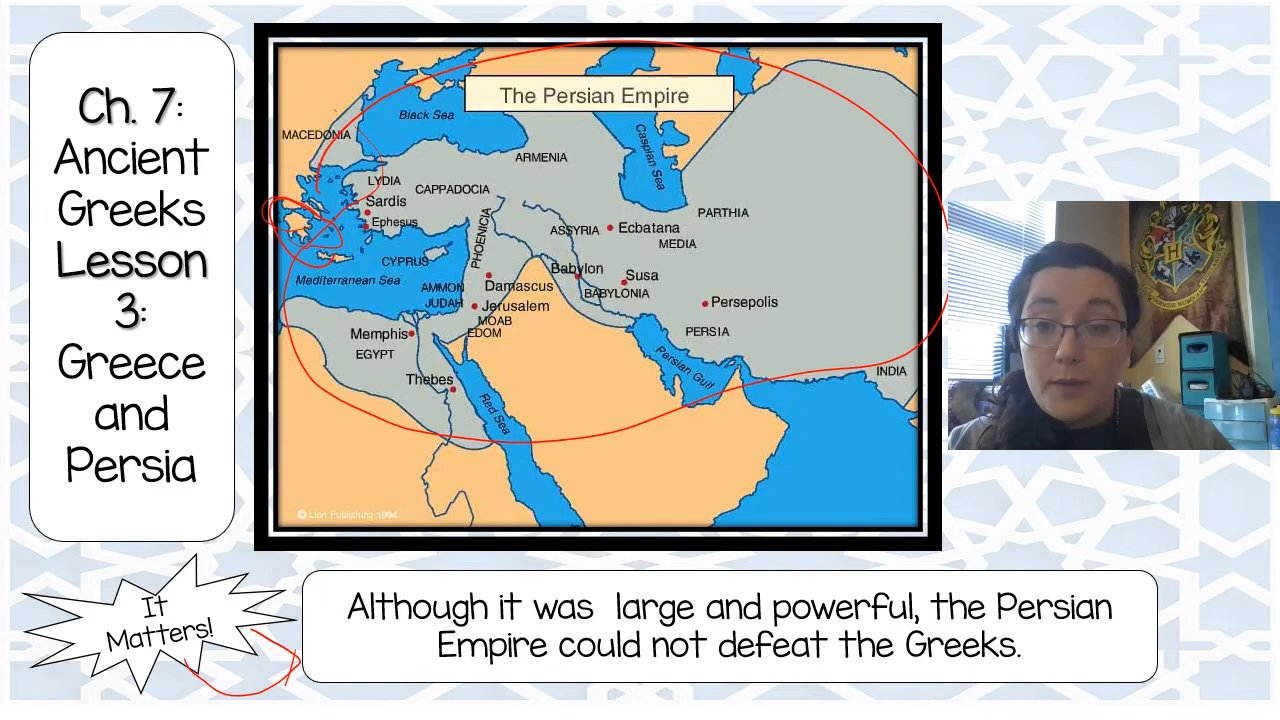 Ch. 7:
Ancient
Greeks
Lesson
3:
Greece
and
Persia
The Persian Empire
Black Sea
MACEDONIA
Caspian Sea
ARMENIA
LYDIA
CAPPADOCIA
Sardis
Ephesus
PARTHIA
PHOENICIA
ASSYRIA
Ecbatana
MEDIA
CYPRUS
Mediterranean Sea
Babylon
Susa
AMMON
Damascus
BABYLONIA
JUDAH
Jerusalem
Persepolis
MOAB
EDOM
Memphis
PERSIA
EGYPT
Persian Gulf
INDIA
Thebes
Red Sea
© Lion Publishing 1994
H
It
Matters!
Although it was large and powerful, the Persian
Empire could not defeat the Greeks.